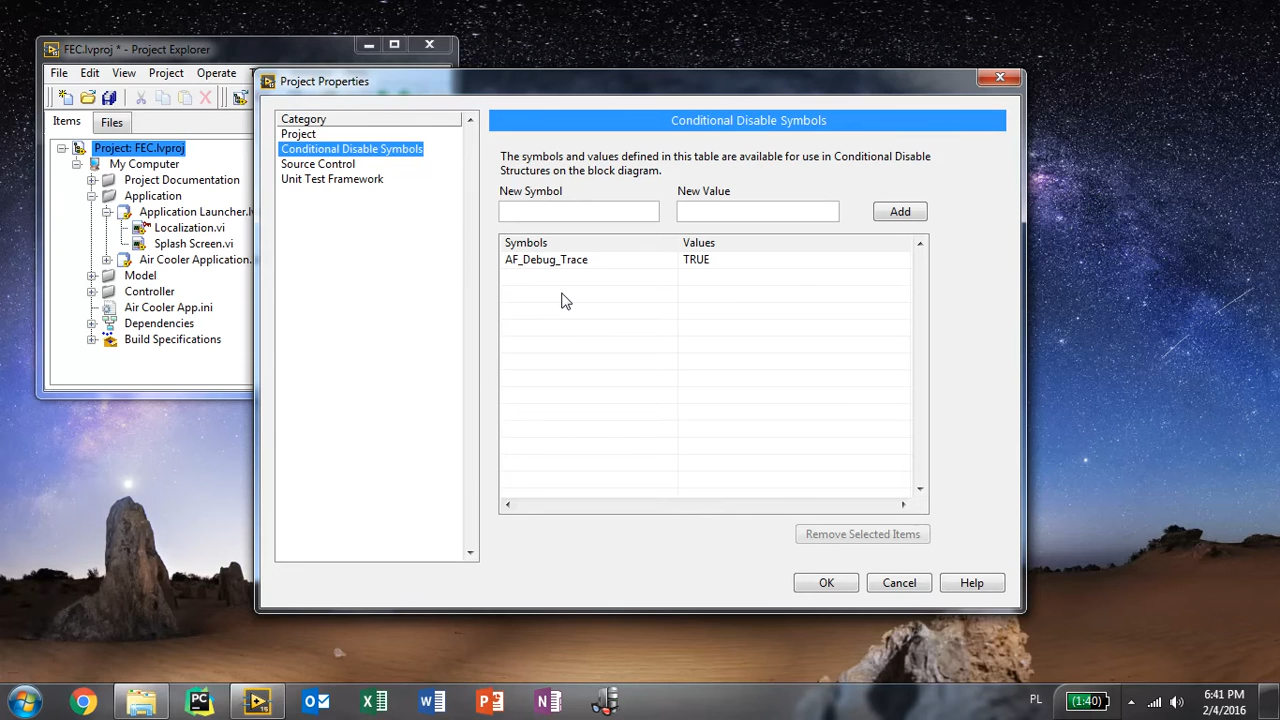 FEC.lvproj * - Project Explorer
File Edit View Project Operate
Items Files
Project: FEC.lvproj
My Computer
Project Documentation
Application
Application Launcher.
Localization.vi
Splash Screen.vi
Air Cooler Application.
Model
Controller
Air Cooler App.ini
Dependencies
Build Specifications
Project Properties
Category
Project
Conditional Disable Symbols
Source Control
Unit Test Framework
Conditional Disable Symbols
The symbols and values defined in this table are available for use in Conditional Disable
Structures on the block diagram.
New Symbol New Value
Add
Symbols Values
AF_Debug_Trace TRUE
Remove Selected Items
OK Cancel Help
PC
15
PL
(1:40)
6:41 PM
2/4/2016